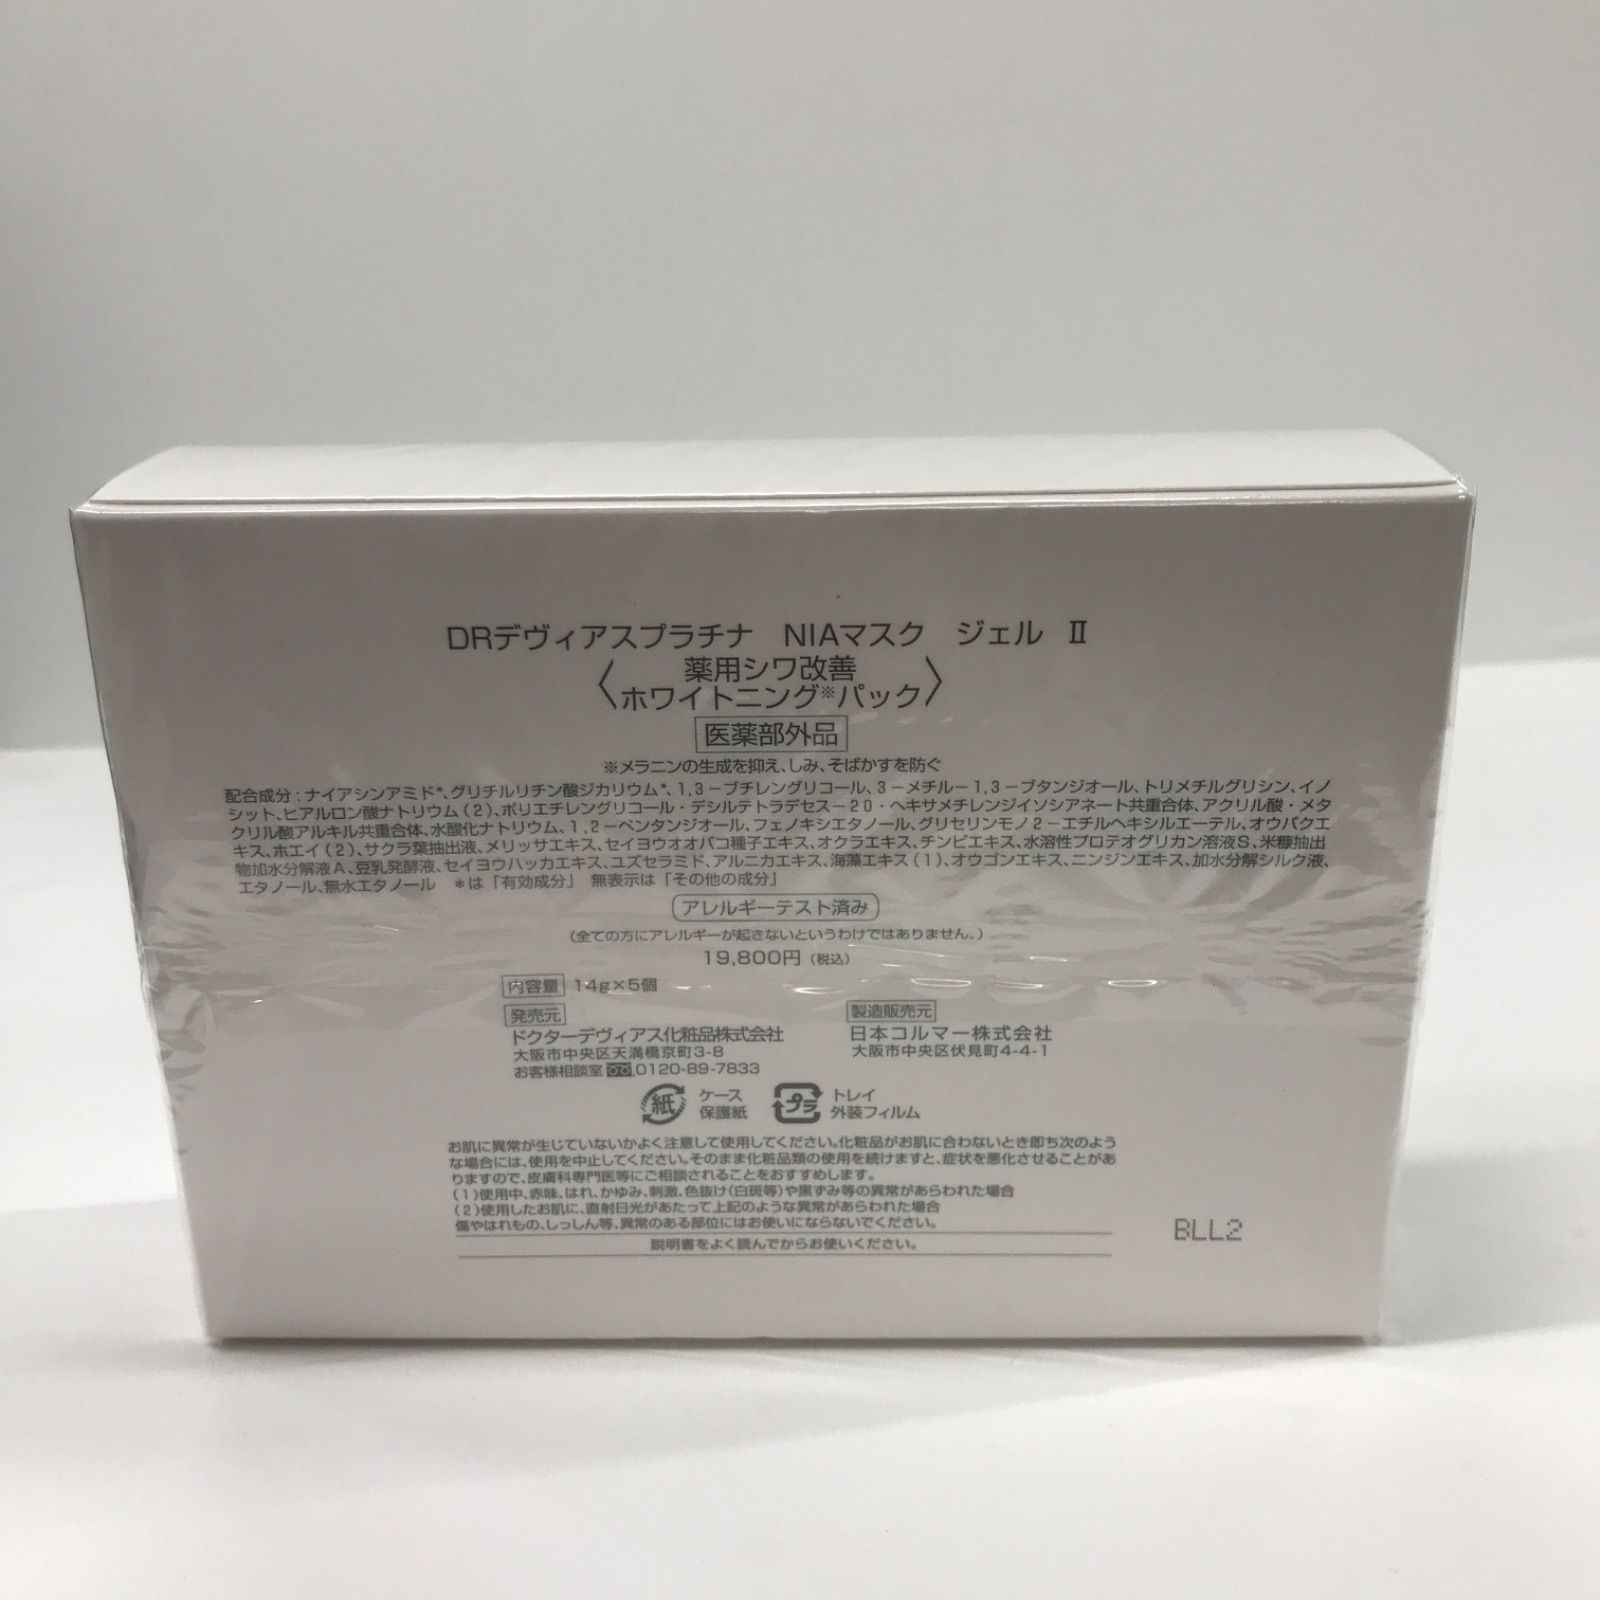 DRデヴィアスプラチナ　NIAマスク　ジェル　Ⅱ
〈薬用シワ改善
ホワイトニング※パック〉
医薬部外品
※メラニンの生成を抑え、しみ、そばかすを防ぐ
配合成分：ナイアシンアミド*、グリチルリチン酸ジカリウム*、1,3－ブチレングリコール、3－メチル－1,3－ブタンジオール、トリメチルグリシン、イノ
シット、ヒアルロン酸ナトリウム(2)、ポリエチレングリコール・デシルテトラデセス－20・ヘキサメチレンジイソシアネート共重合体、アクリル酸・メタ
クリル酸アルキル共重合体、水酸化ナトリウム、1,2－ペンタンジオール、フェノキシエタノール、グリセリンモノ2－エチルヘキシルエーテル、オウバクエ
キス、ホエイ(2)、サクラ葉抽出液、メリッサエキス、セイヨウオオバコ種子エキス、オクラエキス、チンピエキス、水溶性プロテオグリカン溶液S、米糠抽出
物加水分解液A、豆乳発酵液、セイヨウハッカエキス、ユズセラミド、アルニカエキス、海藻エキス(1)、オウゴンエキス、ニンジンエキス、加水分解シルク液、
エタノール、無水エタノール　＊は「有効成分」　無表示は「その他の成分」
アレルギーテスト済み
(全ての方にアレルギーが起きないというわけではありません。)
19,800円（税込）
内容量　14g×5個
発売元
ドクターデヴィアス化粧品株式会社
大阪市中央区天満橋京町3-8
お客様相談室 0120-89-7833
製造販売元
日本コルマー株式会社
大阪市中央区伏見町4-4-1
紙　ケース
保護紙
プラ　トレイ
外装フィルム
お肌に異常が生じていないかよく注意して使用してください。化粧品がお肌に合わないとき即ち次のよう
な場合には、使用を中止してください。そのまま化粧品類の使用を続けますと、症状を悪化させることがあ
りますので、皮膚科専門医等にご相談されることをおすすめします。
(1)使用中、赤味、はれ、かゆみ、刺激、色抜け(白斑等)や黒ずみ等の異常があらわれた場合
(2)使用したお肌に、直射日光があたって上記のような異常があらわれた場合
傷やはれもの、しっしん等、異常のある部位にはお使いにならないでください。
説明書をよく読んでからお使いください。
BLL2